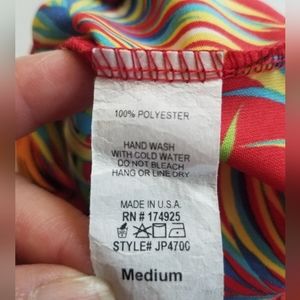 100% POLYESTER
HAND WASH
WITH COLD WATER
DO NOT BLEACH
HANG OR LINE DRY
MADE IN U.S.A.
RN # 174925
STYLE# JP470C
Medium